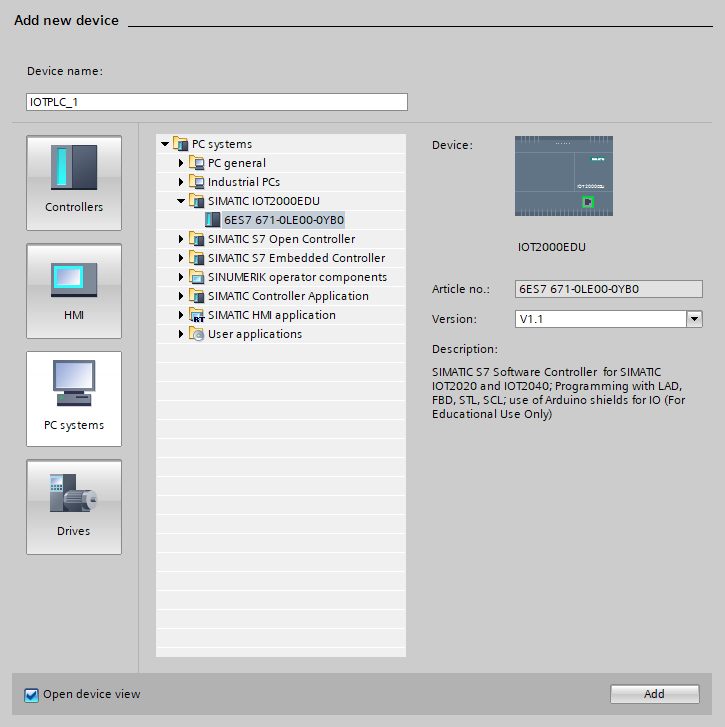 Add new device
Device name:
IOTPLC_1
Controllers
HMI
PC systems
Drives
PC systems
PC general
Industrial PCs
SIMATIC IOT2000EDU
6ES7 671-0LE00-0YB0
SIMATIC S7 Open Controller
SIMATIC S7 Embedded Controller
SINUMERIK operator components
SIMATIC Controller Application
RT SIMATIC HMI application
User applications
Device:
IOT2000EDU
IOT2000EDU
Article no.: 6ES7 671-0LE00-0YB0
Version: V1.1
Description:
SIMATIC S7 Software Controller for SIMATIC
IOT2020 and IOT2040; Programming with LAD,
FBD, STL, SCL; use of Arduino shields for IO (For
Educational Use Only)
Open device view
Add